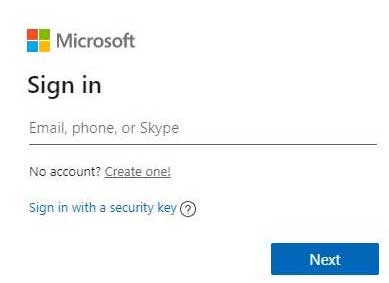 Microsoft
Sign in
Email, phone, or Skype
No account? Create one!
Sign in with a security key ?
Next